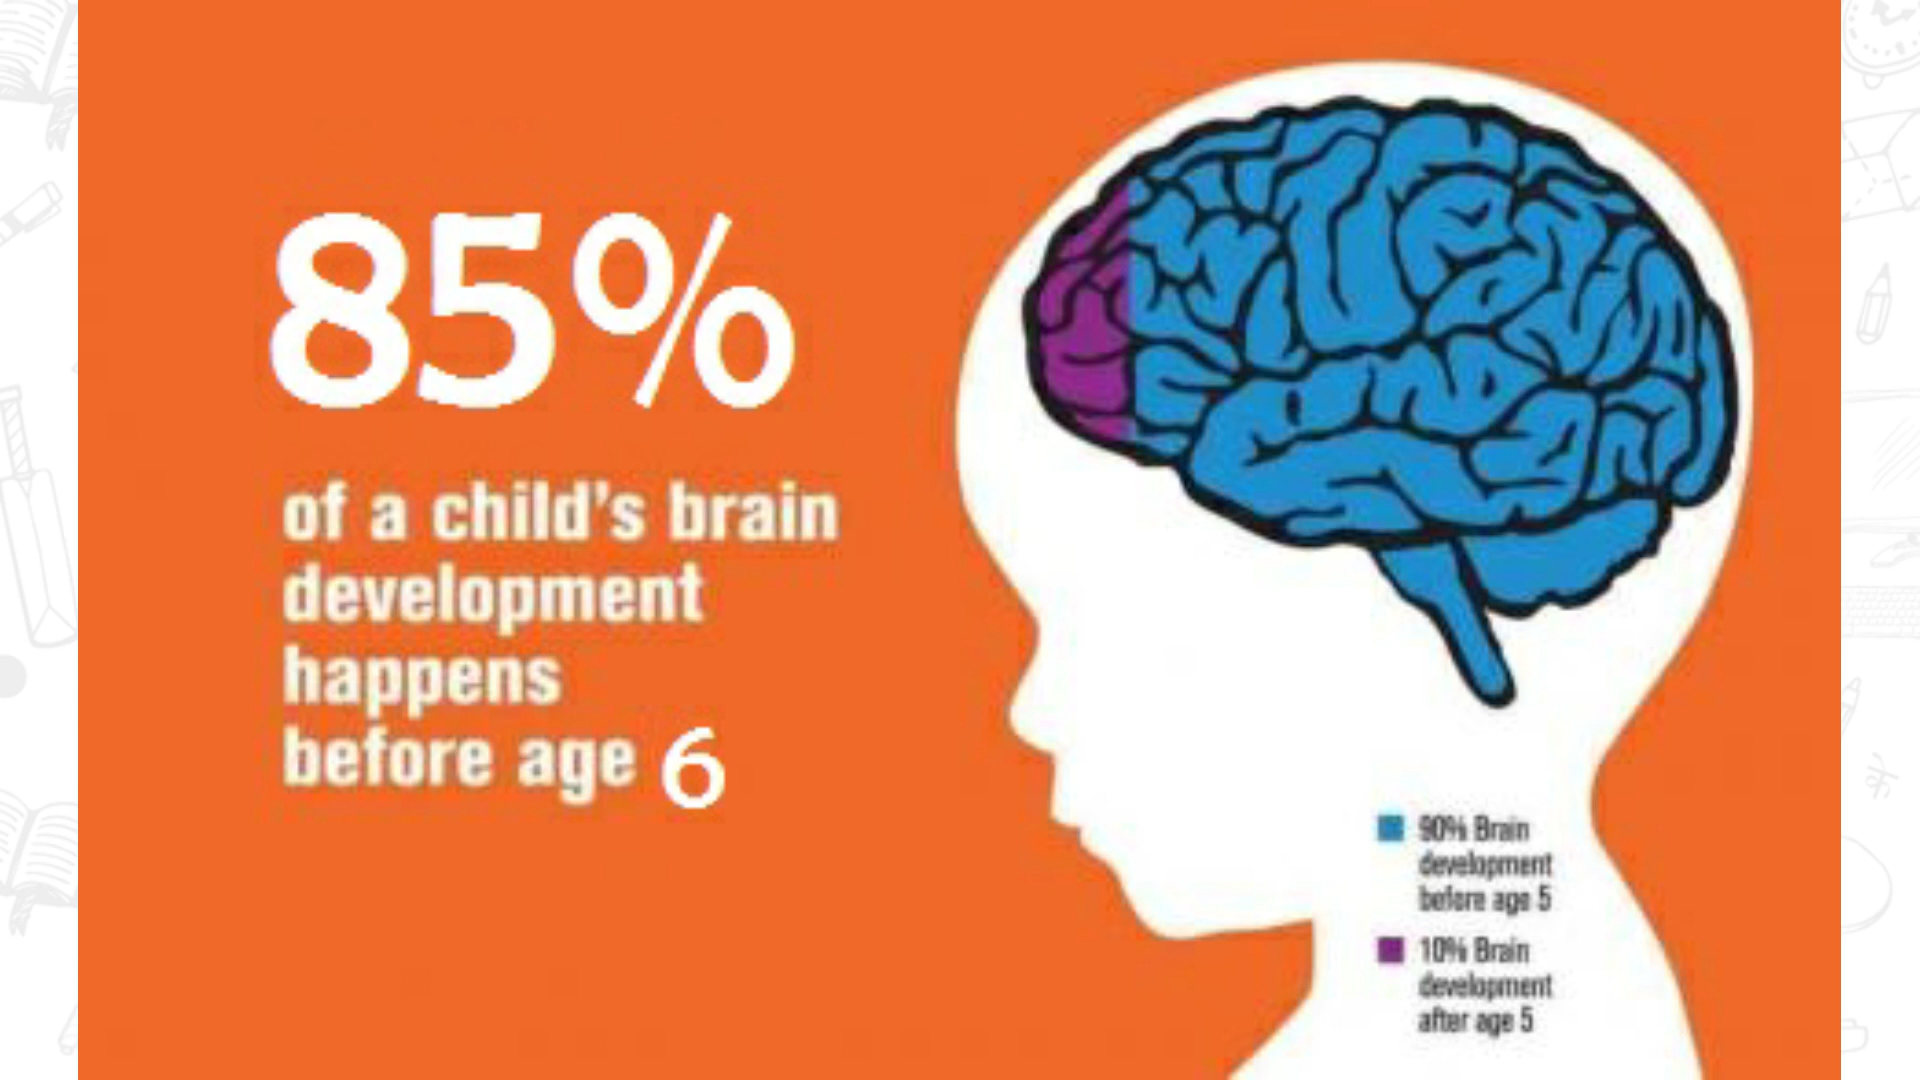 85%
of a child's brain
development
happens
before age 6
90% Brain
development
before age 5
10% Brain
development
after age 5